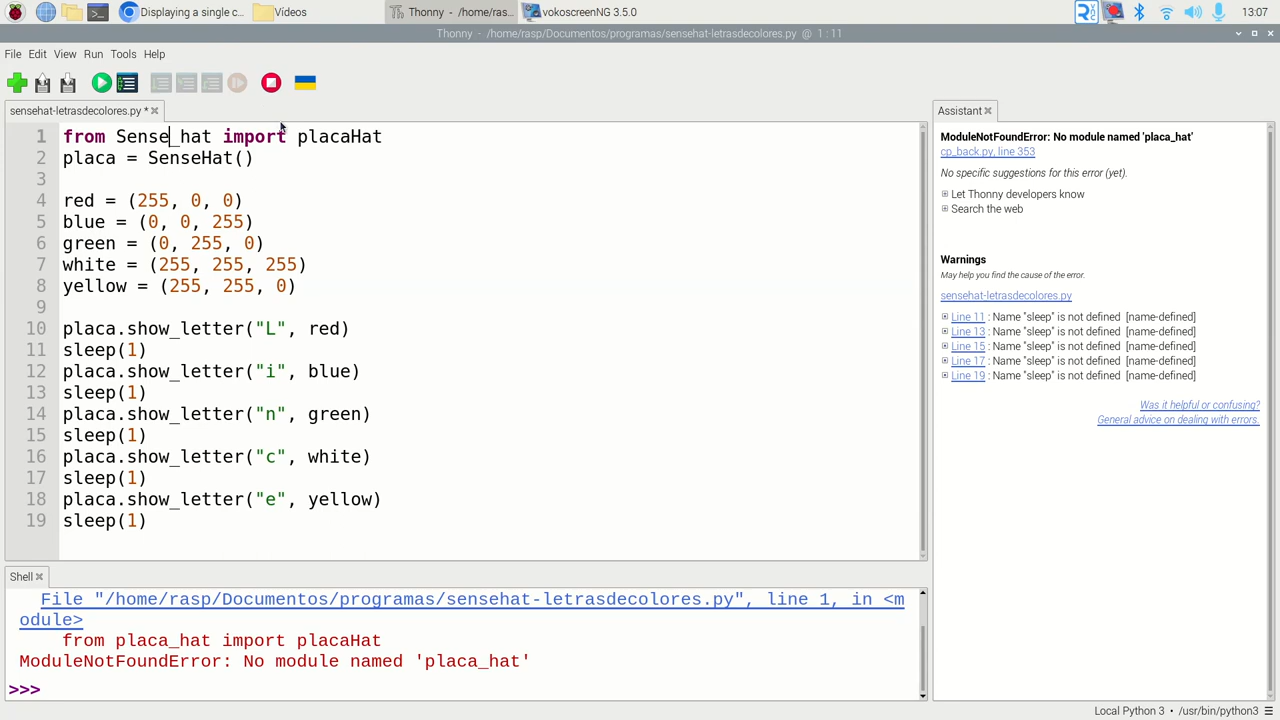 Displaying a single c...
Vídeos
Thonny - /home/ras...
vokoscreenNG 3.5.0
13:07
Thonny - /home/rasp/Documentos/programas/sensehat-letrasdecolores.py @ 1 : 11
File Edit View Run Tools Help
sensehat-letrasdecolores.py *
1 from Sense_hat import placaHat
2 placa = SenseHat()
3
4 red = (255, 0, 0)
5 blue = (0, 0, 255)
6 green = (0, 255, 0)
7 white = (255, 255, 255)
8 yellow = (255, 255, 0)
9
10 placa.show_letter("L", red)
11 sleep(1)
12 placa.show_letter("i", blue)
13 sleep(1)
14 placa.show_letter("n", green)
15 sleep(1)
16 placa.show_letter("c", white)
17 sleep(1)
18 placa.show_letter("e", yellow)
19 sleep(1)
Shell
File "/home/rasp/Documentos/programas/sensehat-letrasdecolores.py", line 1, in <m
odule>
from placa_hat import placaHat
ModuleNotFoundError: No module named 'placa_hat'
>>>
Assistant
ModuleNotFoundError: No module named 'placa_hat'
cp_back.py, line 353
No specific suggestions for this error (yet).
Let Thonny developers know
Search the web
Warnings
May help you find the cause of the error.
sensehat-letrasdecolores.py
Line 11 : Name "sleep" is not defined [name-defined]
Line 13 : Name "sleep" is not defined [name-defined]
Line 15 : Name "sleep" is not defined [name-defined]
Line 17 : Name "sleep" is not defined [name-defined]
Line 19 : Name "sleep" is not defined [name-defined]
Was it helpful or confusing?
General advice on dealing with errors.
Local Python 3 • /usr/bin/python3